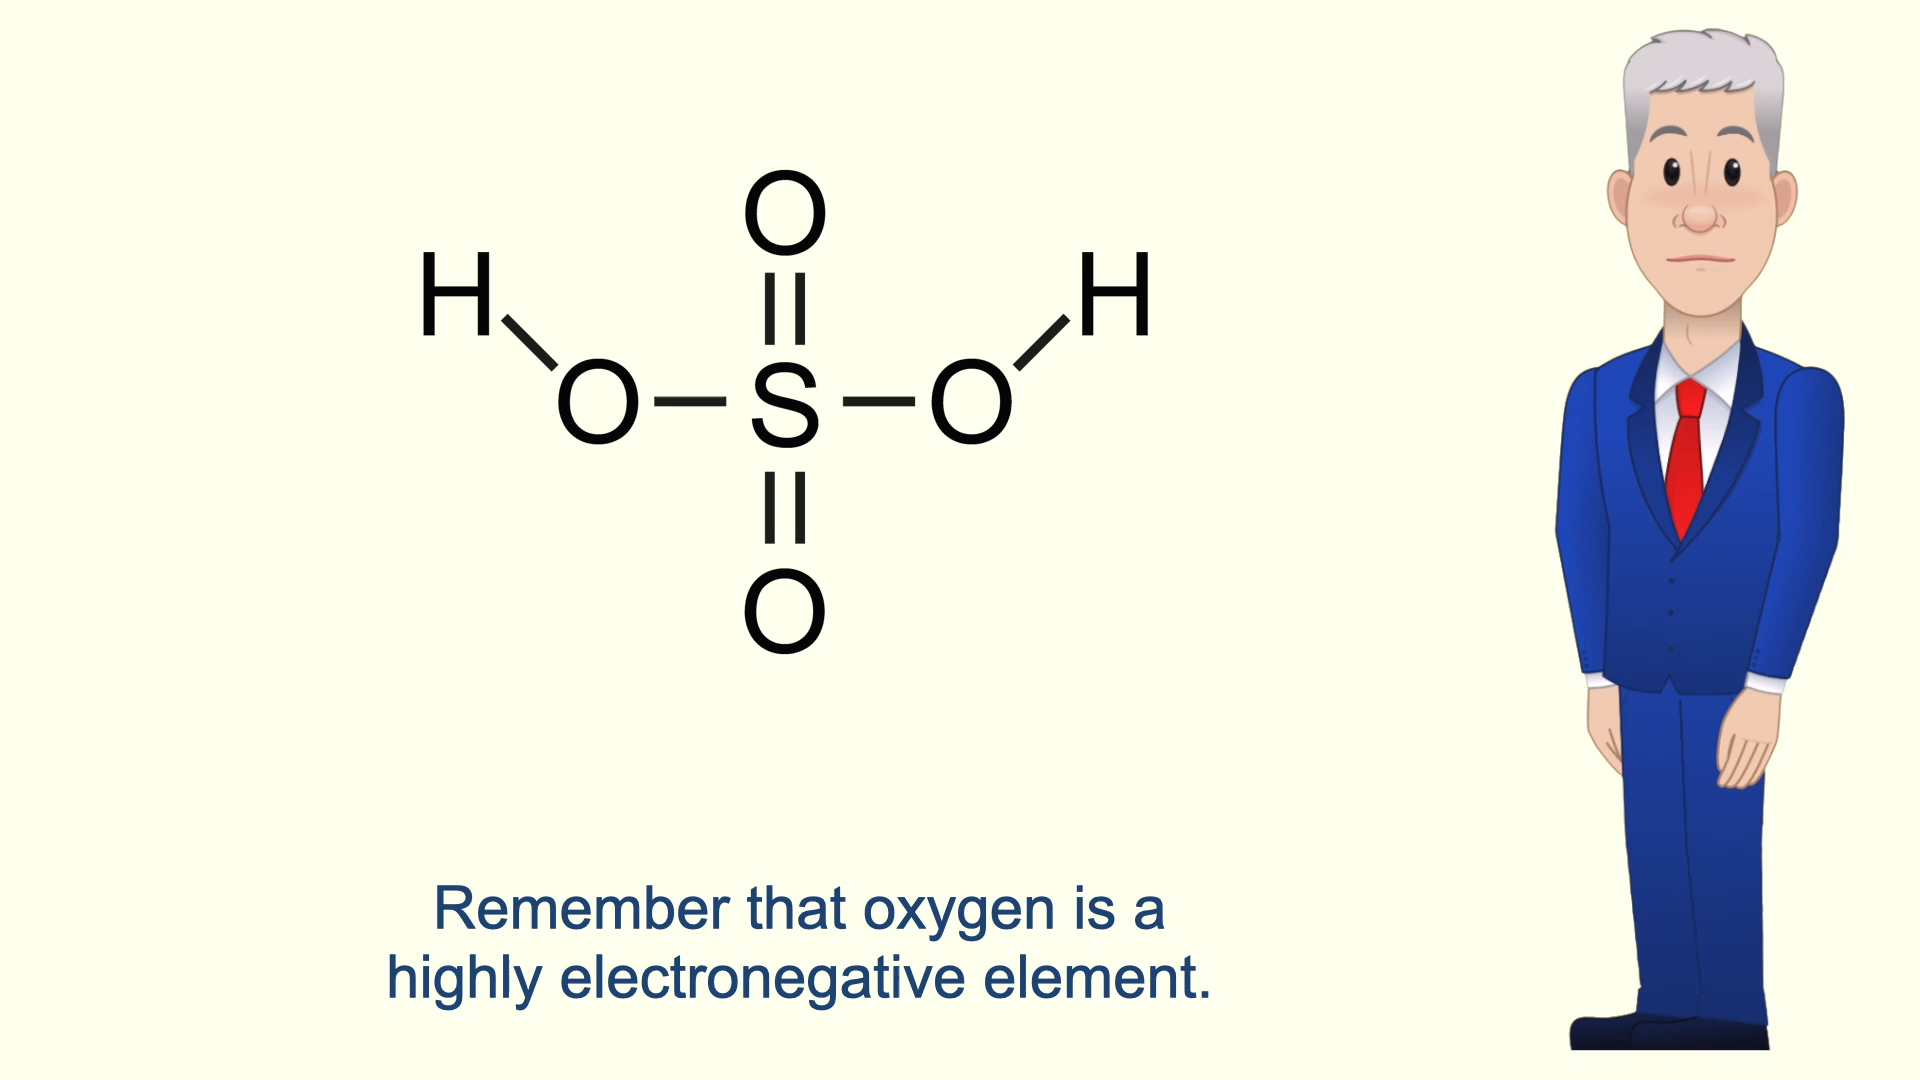 O
H H
O S O
O
Remember that oxygen is a
highly electronegative element.